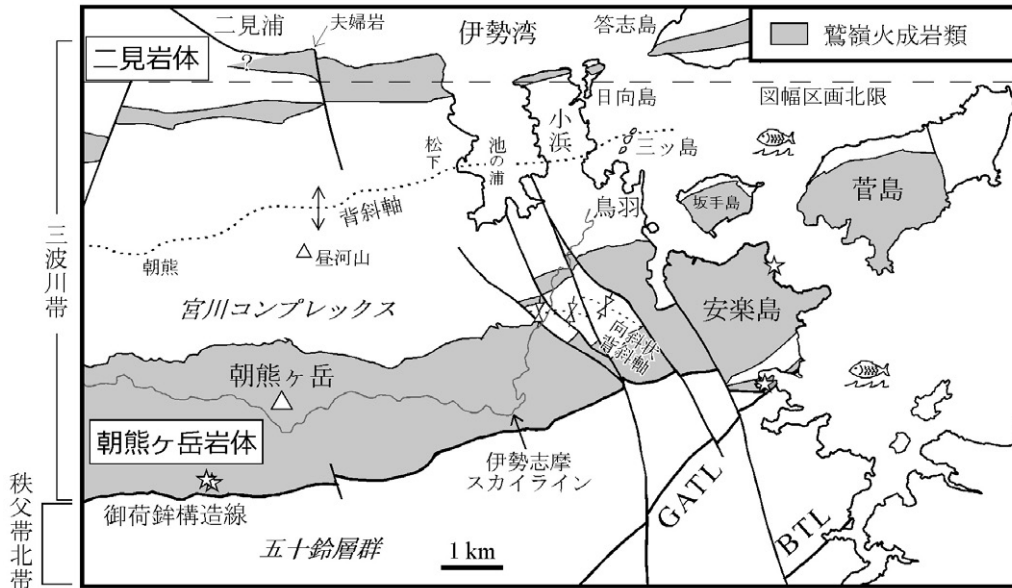 二見浦
夫婦岩
伊勢湾
答志島
鷲嶺火成岩類
二見岩体
?
日向島
図幅区画北限
小浜
松下
池の浦
三ッ島
菅島
坂手島
鳥羽
背斜軸
朝熊
昼河山
三波川帯
宮川コンプレックス
安楽島
向斜状
背斜軸
朝熊ヶ岳
朝熊ヶ岳岩体
伊勢志摩
スカイライン
御荷鉾構造線
GATL
BTL
秩父帯北帯
五十鈴層群
1 km